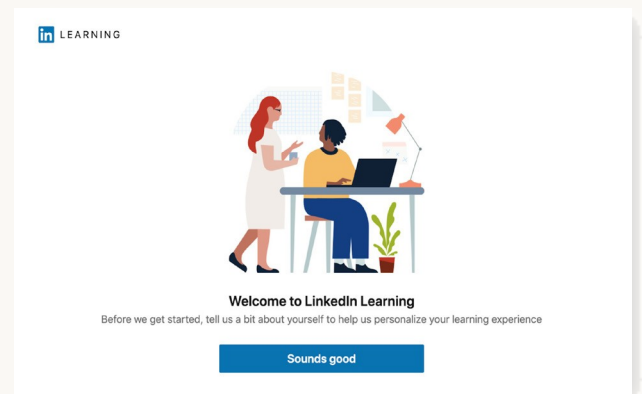 in LEARNING
Welcome to LinkedIn Learning
Before we get started, tell us a bit about yourself to help us personalize your learning experience
Sounds good